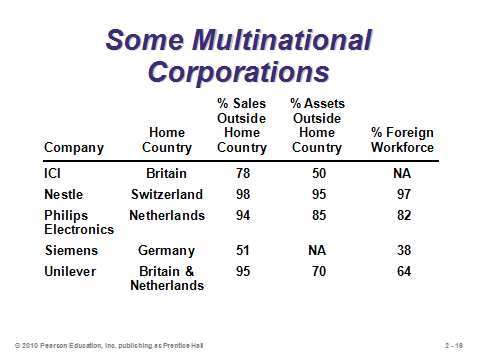 Some Multinational
Corporations
% Sales % Assets
Outside Outside
Home Home Home % Foreign
Company Country Country Country Workforce
ICI Britain 78 50 NA
Nestle Switzerland 98 95 97
Philips Netherlands 94 85 82
Electronics
Siemens Germany 51 NA 38
Unilever Britain & 95 70 64
Netherlands
© 2010 Pearson Education, Inc. publishing as Prentice Hall 2 - 16